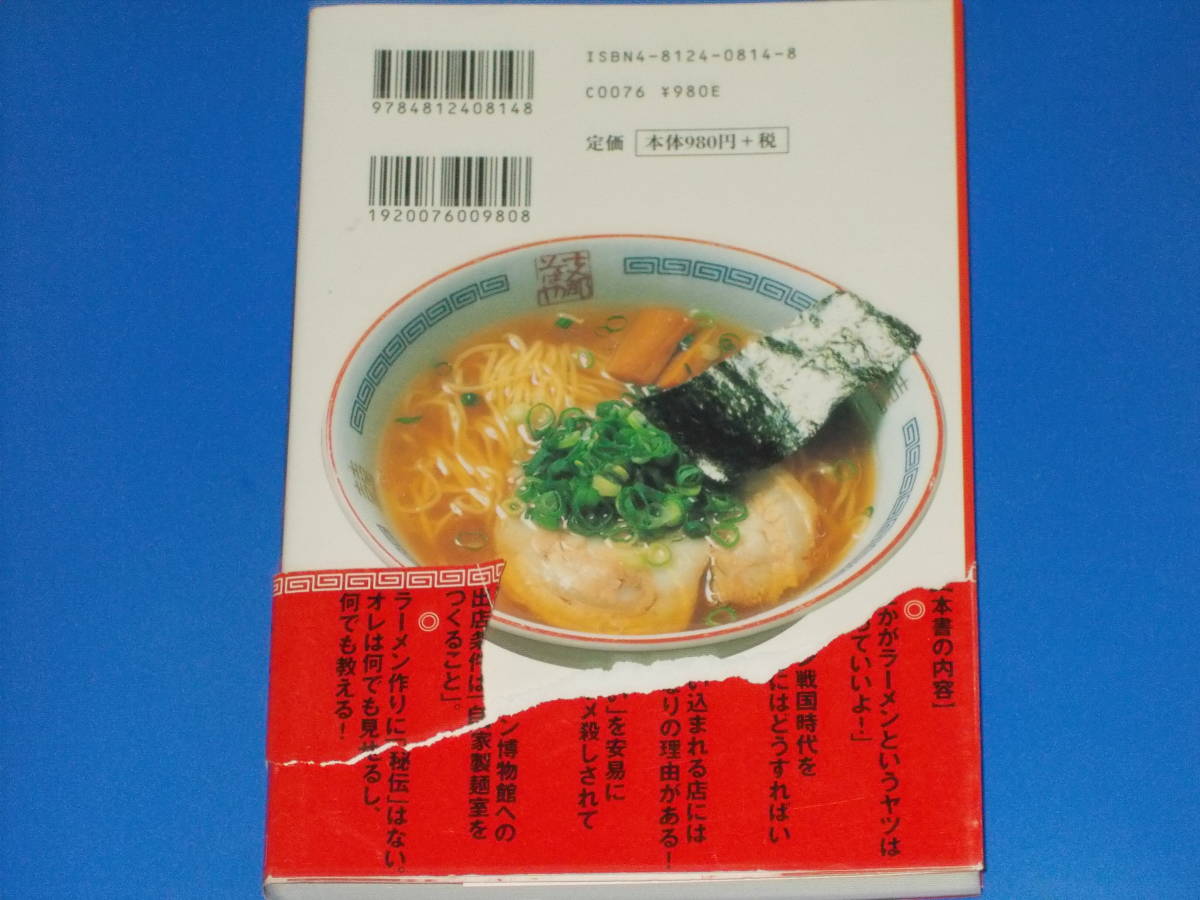 ISBN4-8124-0814-8
9784812408148
C0076 ¥980E
定価 本体980円+税
1920076009808
【本書の内容】
◎
かがラーメンというヤツは
っていいよ!」
戦国時代を
にはどうすればい
い込まれる店には
りの理由がある!
い」を安易に
メ殺しされて
ン博物館への
出店条件は「自家製麺室を
つくること」。
◎
ラーメン作りに「秘伝」はない。
オレは何でも見せるし、
何でも教える!